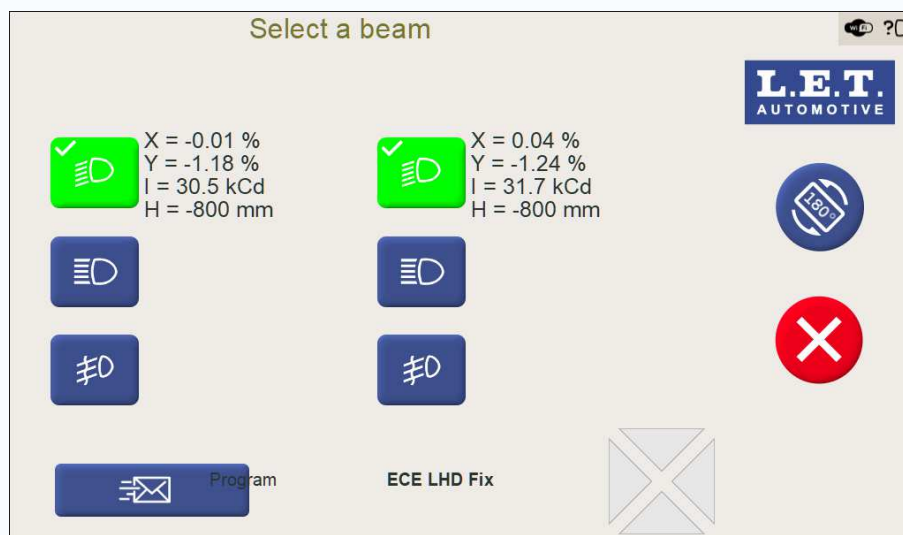 Select a beam
WiFi ?
L.E.T.
AUTOMOTIVE
X = -0.01 %
Y = -1.18 %
I = 30.5 kCd
H = -800 mm
X = 0.04 %
Y = -1.24 %
I = 31.7 kCd
H = -800 mm
180°
Program
ECE LHD Fix